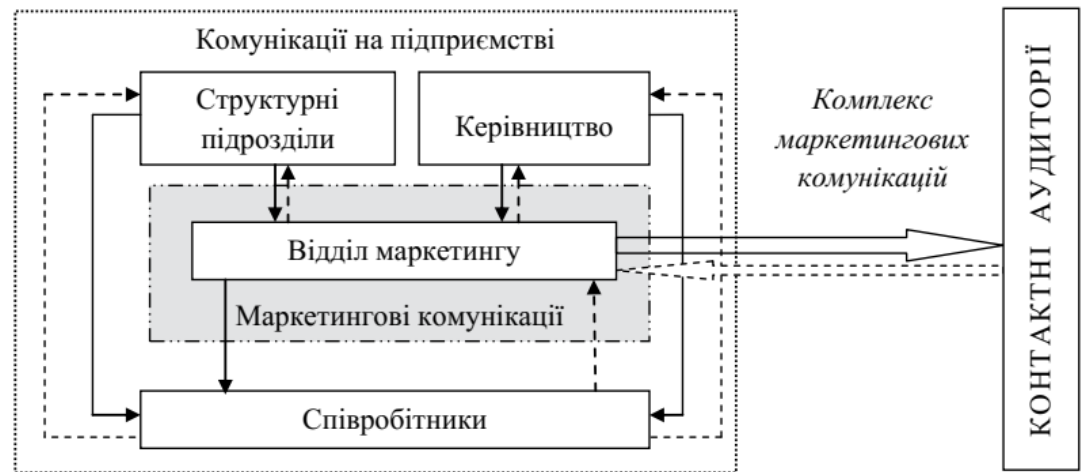 Комунікації на підприємстві
Структурні
підрозділи
Керівництво
Комплекс
маркетингових
комунікацій
Відділ маркетингу
Маркетингові комунікації
Співробітники
КОНТАКТНІ АУДИТОРІЇ